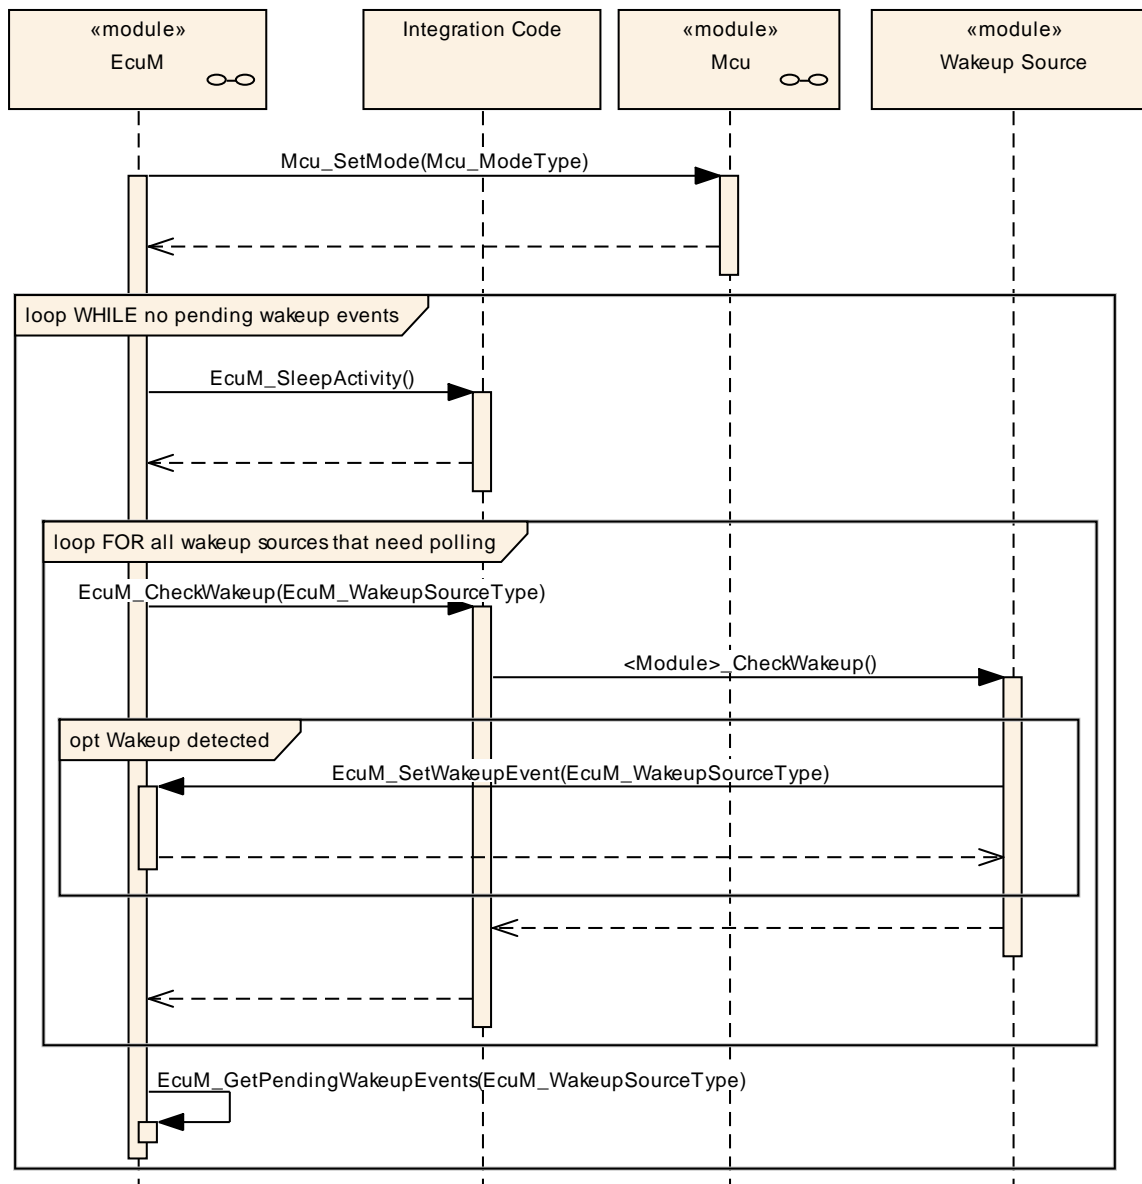 «module»
EcuM
Integration Code
«module»
Mcu
«module»
Wakeup Source
Mcu_SetMode(Mcu_ModeType)
loop WHILE no pending wakeup events
EcuM_SleepActivity()
loop FOR all wakeup sources that need polling
EcuM_CheckWakeup(EcuM_WakeupSourceType)
<Module>_CheckWakeup()
opt Wakeup detected
EcuM_SetWakeupEvent(EcuM_WakeupSourceType)
EcuM_GetPendingWakeupEvents(EcuM_WakeupSourceType)